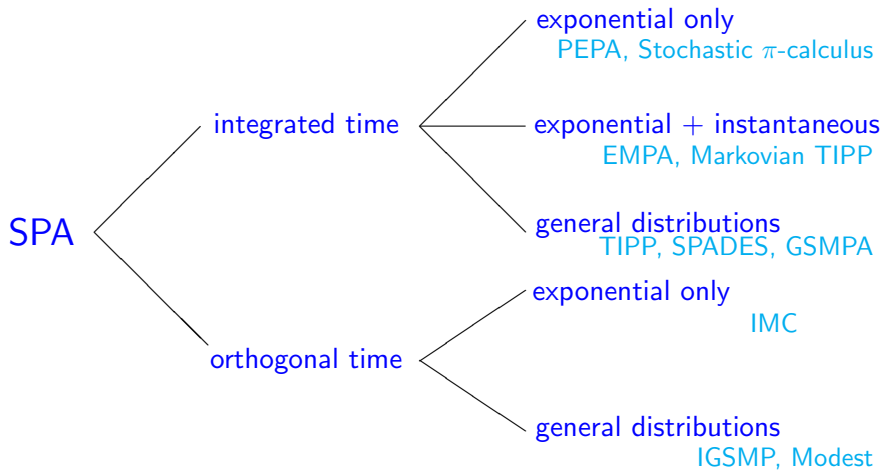 exponential only
PEPA, Stochastic π-calculus
integrated time
exponential + instantaneous
EMPA, Markovian TIPP
SPA
general distributions
TIPP, SPADES, GSMPA
exponential only
IMC
orthogonal time
general distributions
IGSMP, Modest